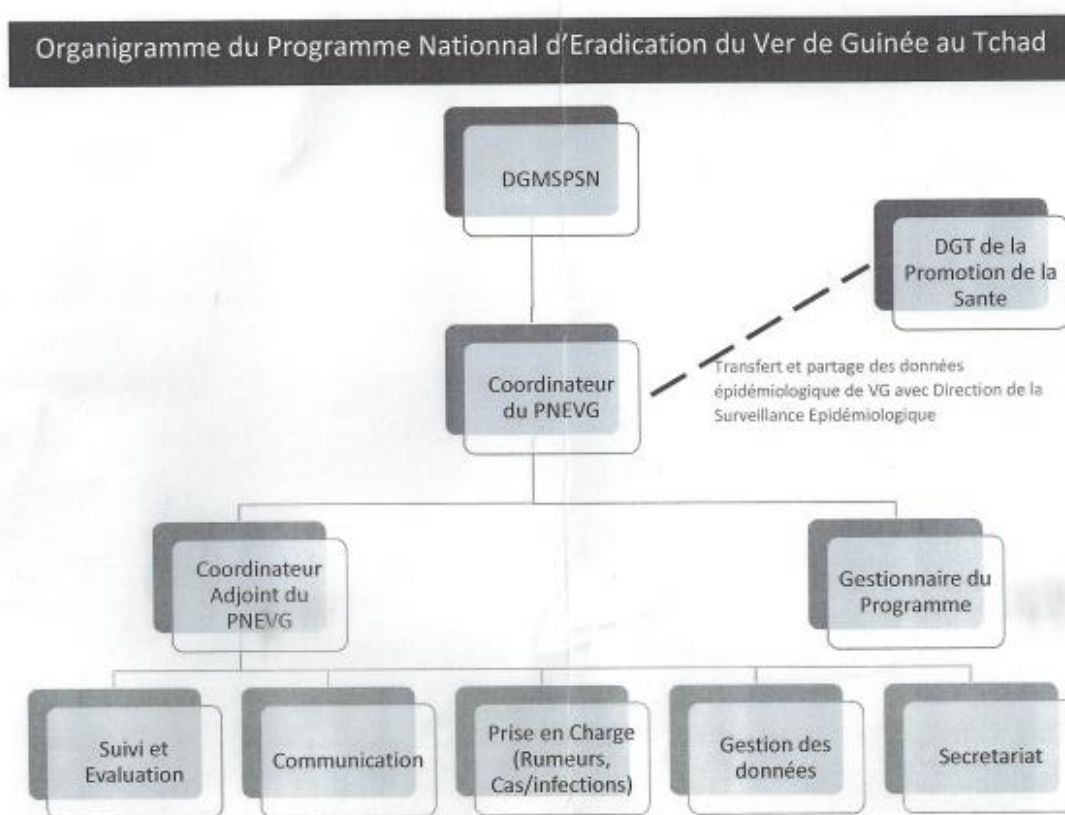 Organigramme du Programme Nationnal d'Eradication du Ver de Guinée au Tchad
DGMSPSN
DGT de la
Promotion de la
Sante
Coordinateur
du PNEVG
Transfert et partage des données
épidémiologique de VG avec Direction de la
Surveillance Epidémiologique
Coordinateur
Adjoint du
PNEVG
Gestionnaire du
Programme
Suivi et
Evaluation
Communication
Prise en Charge
(Rumeurs,
Cas/infections)
Gestion des
données
Secretariat